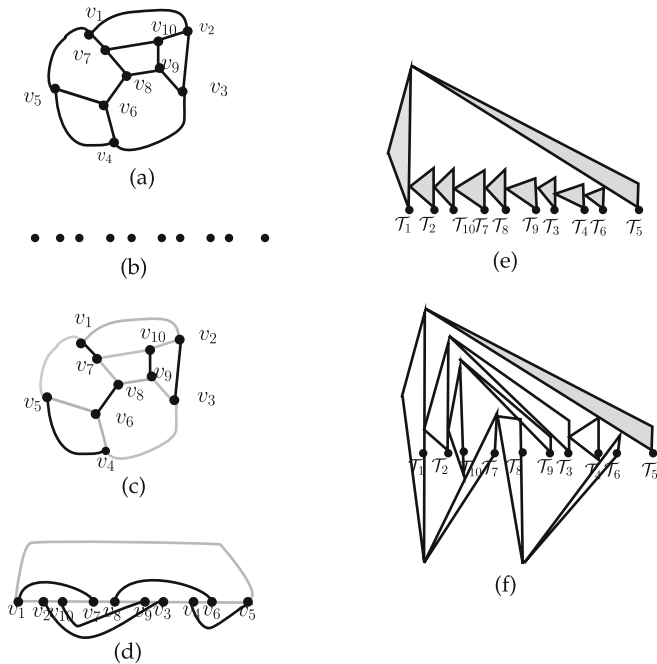 v₁
v₁₀ v₂
v₇
v₉
v₅ v₈ v₃
v₆
v₄
(a)
(b)
v₁
v₁₀ v₂
v₇
v₉
v₈
v₅ v₆ v₃
v₄
(c)
v₁ v₂ v₁₀ v₇ v₈ v₉ v₃ v₄ v₆ v₅
(d)
𝒯₁ 𝒯₂ 𝒯₁₀ 𝒯₇ 𝒯₈ 𝒯₉ 𝒯₃ 𝒯₄ 𝒯₆ 𝒯₅
(e)
𝒯₁ 𝒯₂ 𝒯₁₀ 𝒯₇ 𝒯₈ 𝒯₉ 𝒯₃ 𝒯₄ 𝒯₆ 𝒯₅
(f)